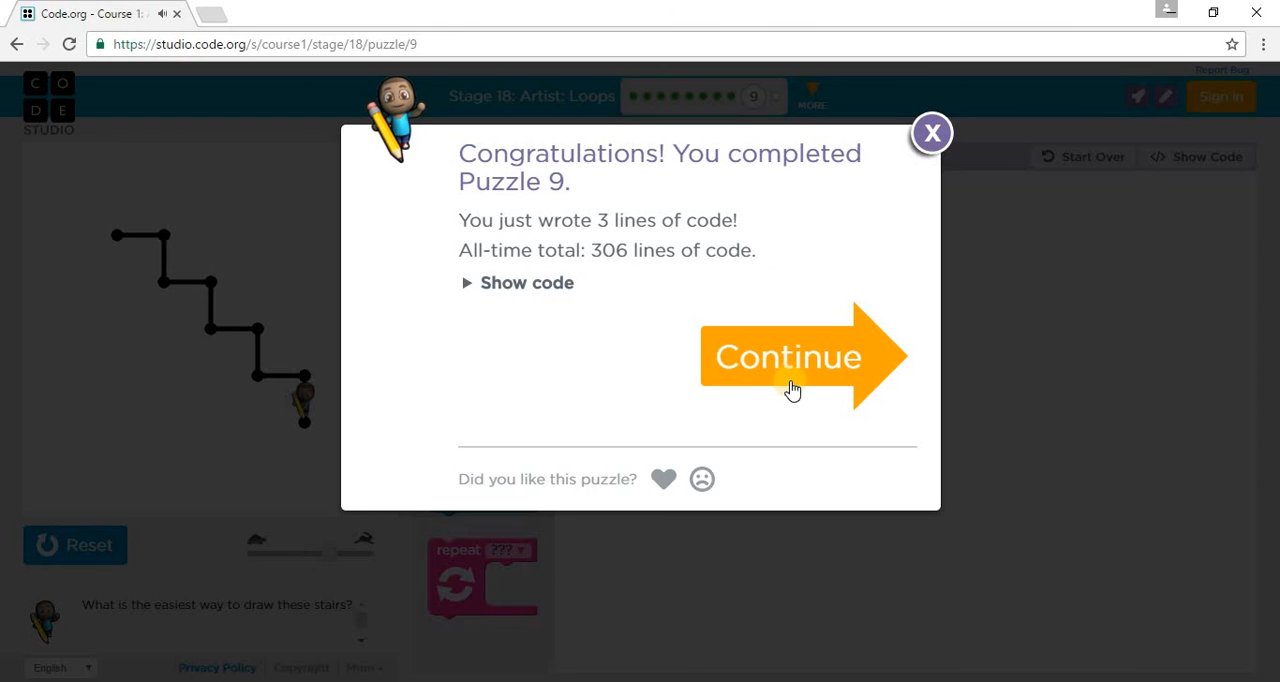 Code.org - Course 1:
https://studio.code.org/s/course1/stage/18/puzzle/9
Report Bug
C O
D E
STUDIO
Stage 18: Artist: Loops
9
MORE
Sign in
X
Congratulations! You completed
Puzzle 9.
Start Over
Show Code
You just wrote 3 lines of code!
All-time total: 306 lines of code.
Show code
Continue
Did you like this puzzle?
Reset
repeat ???
What is the easiest way to draw these stairs?
English
Privacy Policy
Copyright
More